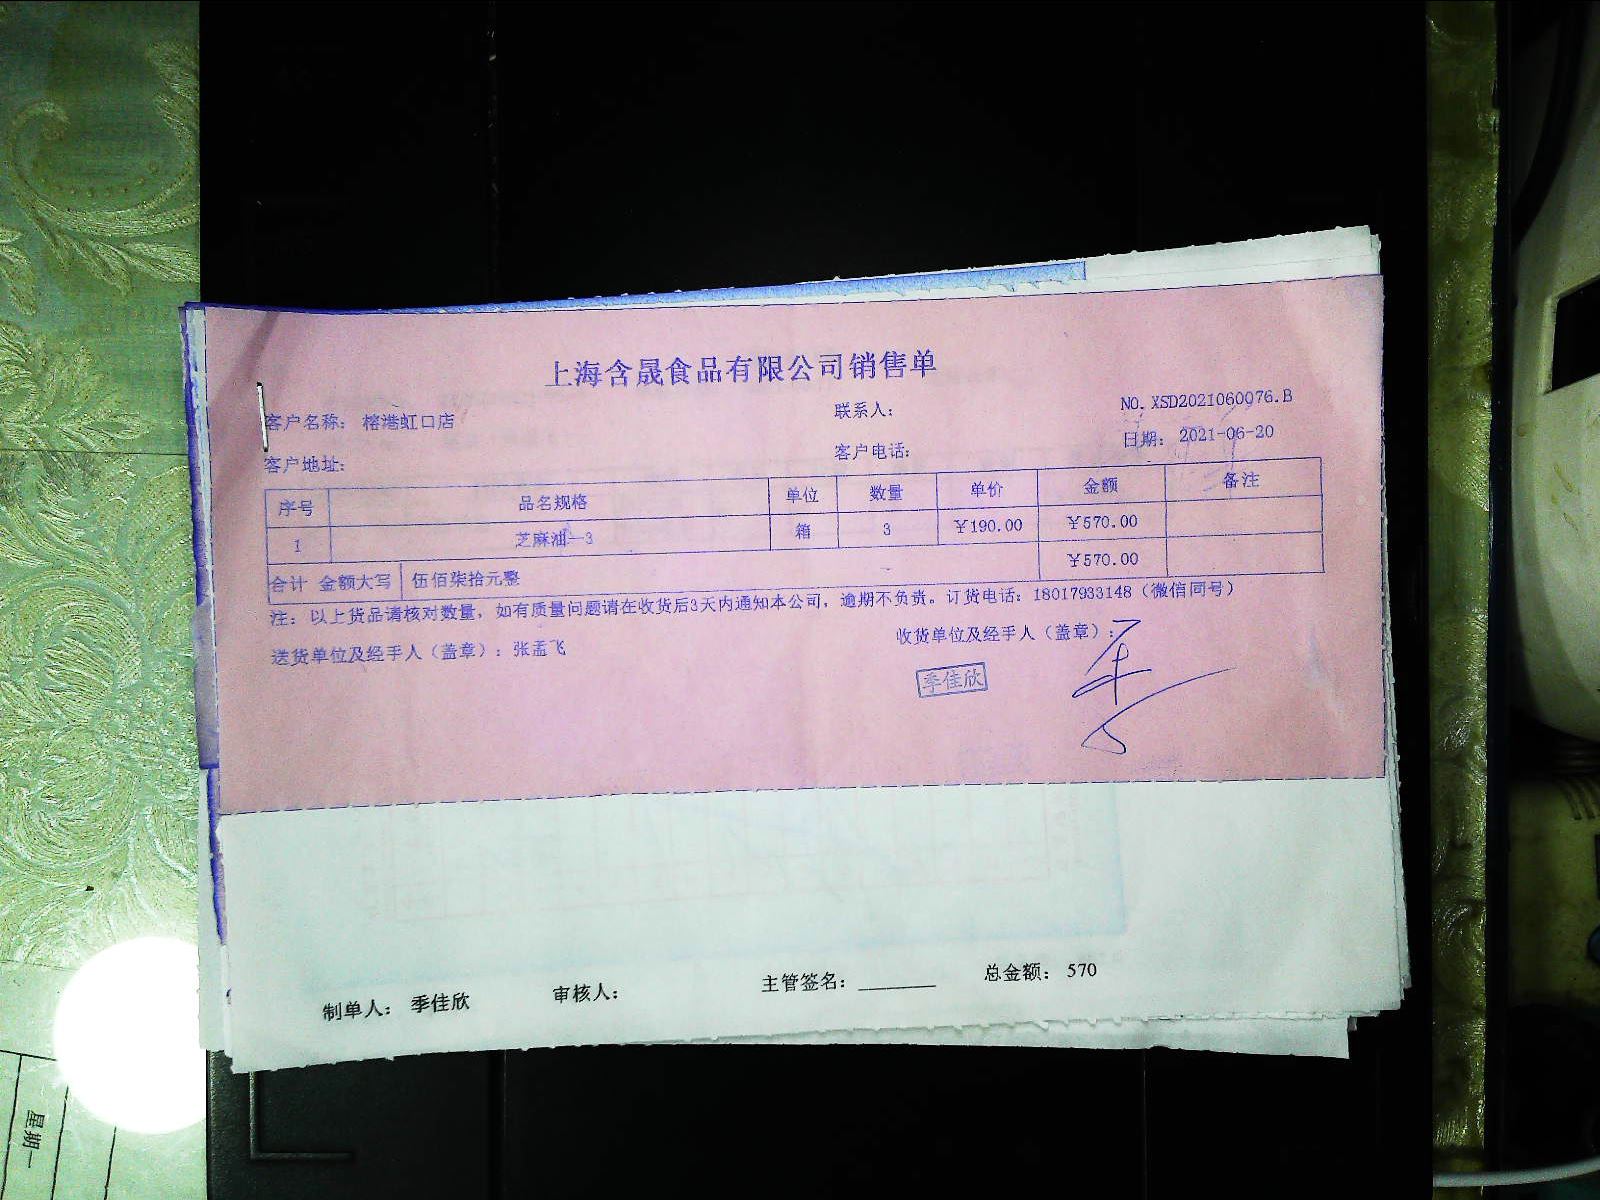 上海含晟食品有限公司销售单
客户名称: 榕港虹口店 联系人: NO. XSD2021060076.B
客户地址: 客户电话: 日期: 2021-06-20
序号 品名规格 单位 数量 单价 金额 备注
1 芝麻油—3 箱 3 ￥190.00 ￥570.00
合计 金额大写 伍佰柒拾元整 ￥570.00
注: 以上货品请核对数量, 如有质量问题请在收货后3天内通知本公司, 逾期不负责。订货电话: 18017933148 (微信同号)
送货单位及经手人 (盖章) : 张孟飞 收货单位及经手人 (盖章) :
季佳欣
制单人: 季佳欣 审核人: 主管签名: 总金额: 570
星期一